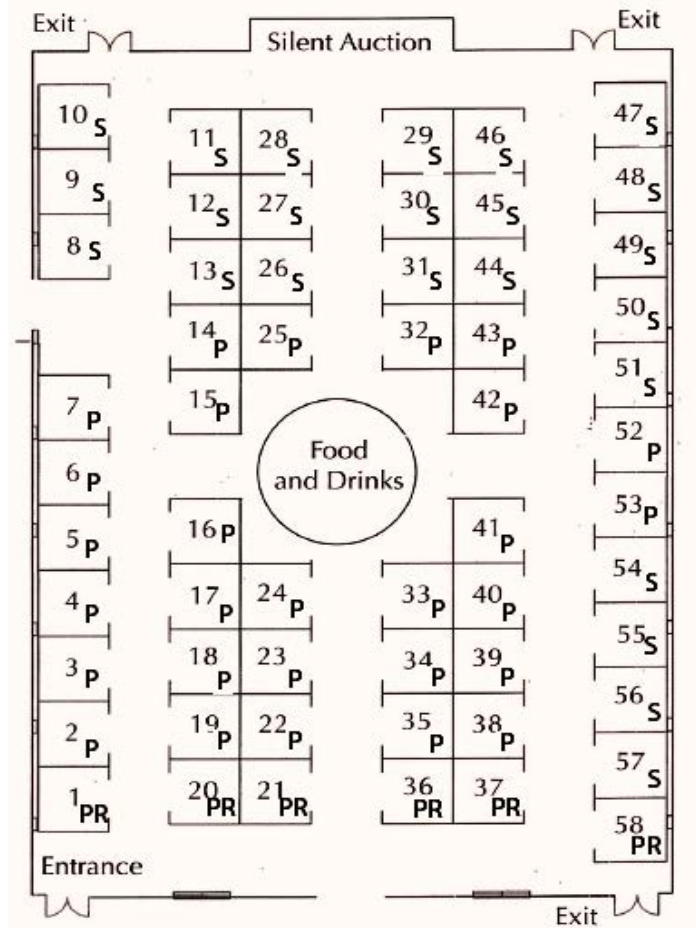 Exit
Exit
Silent Auction
10 S
47 S
11 S
28 S
29 S
46 S
9 S
48 S
12 S
27 S
30 S
45 S
8 S
49 S
13 S
26 S
31 S
44 S
50 S
14 P
25 P
32 P
43 P
51 S
7 P
15 P
42 P
52 P
Food
and Drinks
6 P
53 P
5 P
16 P
41 P
54 S
4 P
17 P
24 P
33 P
40 P
55 S
3 P
18 P
23 P
34 P
39 P
56 S
2 P
19 P
22 P
35 P
38 P
57 S
1 PR
20 PR
21 PR
36 PR
37 PR
58 PR
Entrance
Exit